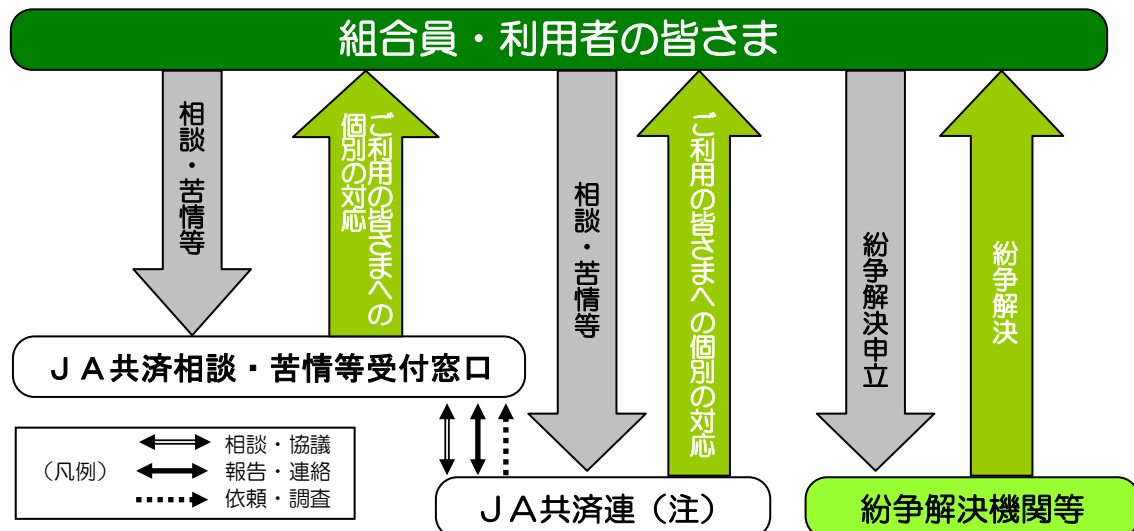 組合員・利用者の皆さま
相談・苦情等
ご利用の皆さまへの
個別の対応
相談・苦情等
ご利用の皆さまへの個別の対応
紛争解決申立
紛争解決
ＪＡ共済相談・苦情等受付窓口
（凡例）
相談・協議
報告・連絡
依頼・調査
ＪＡ共済連（注）
紛争解決機関等